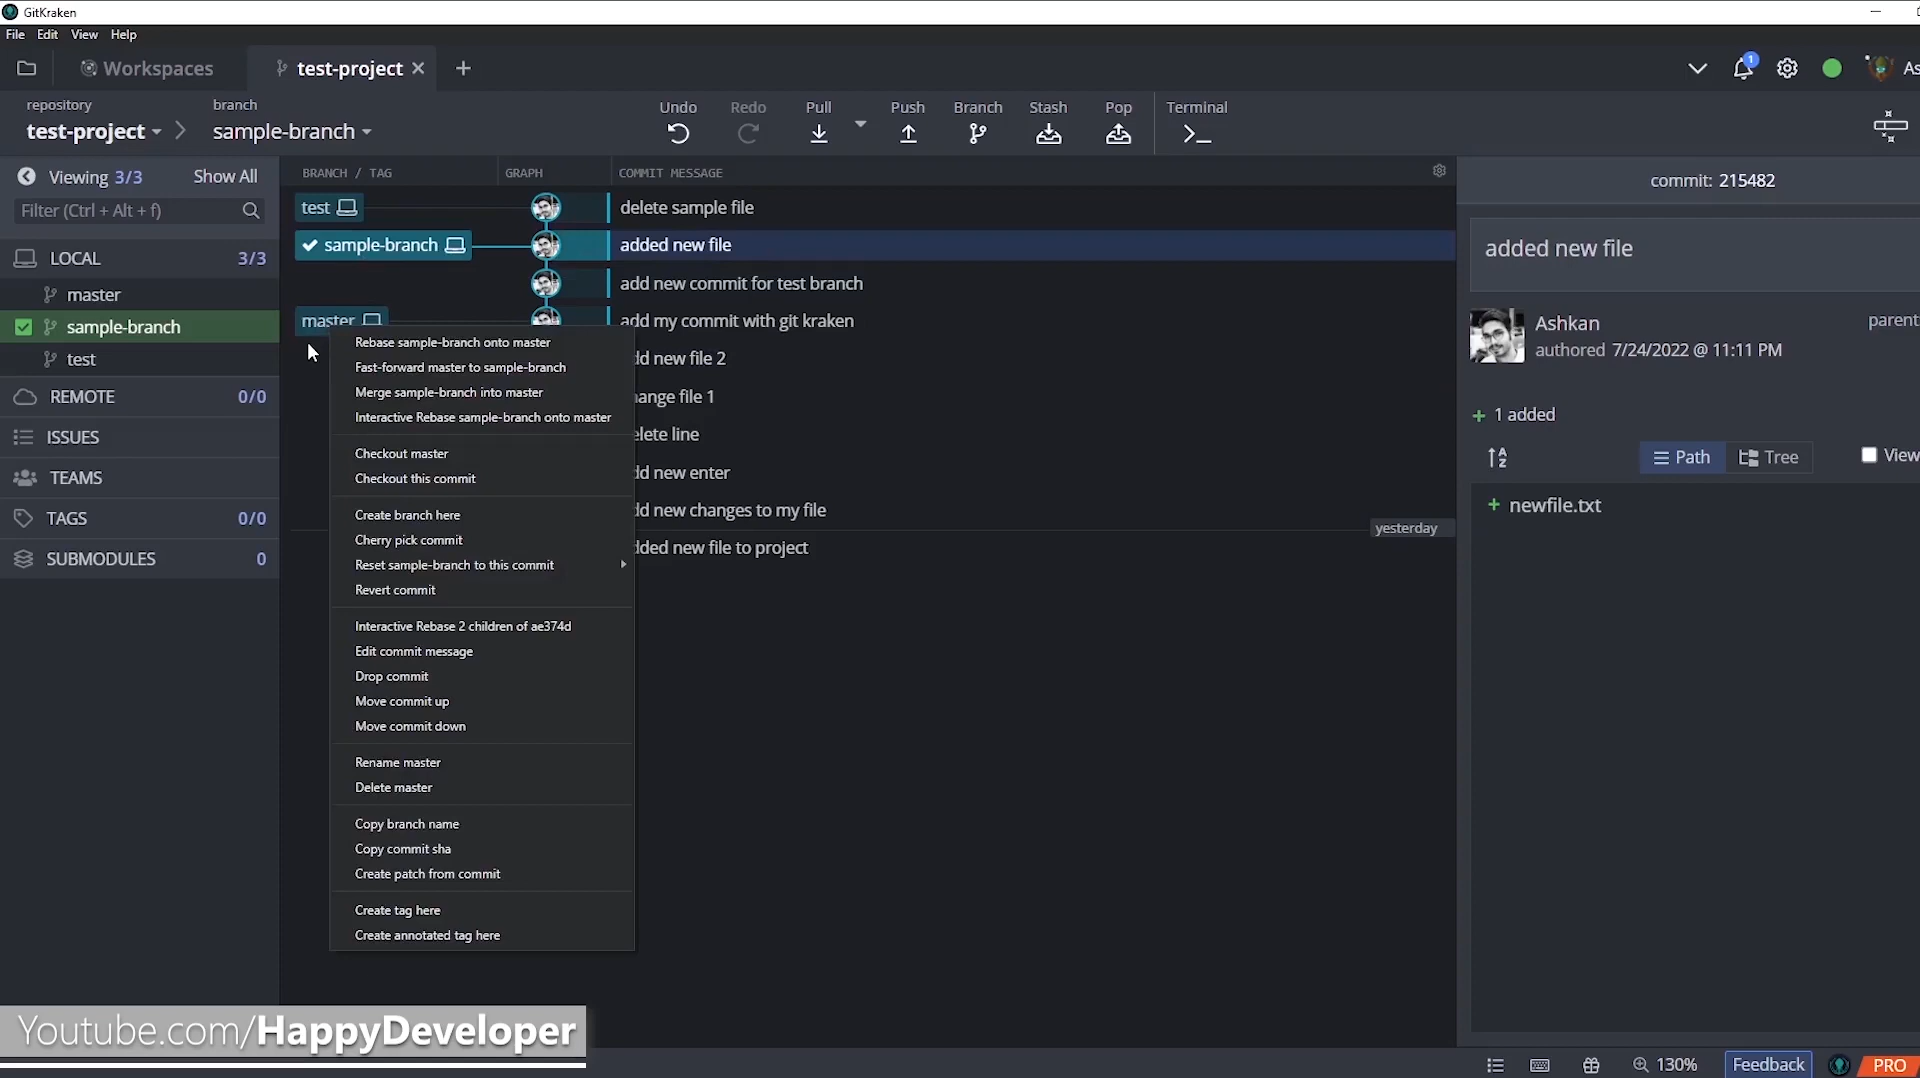 GitKraken
File Edit View Help
Workspaces
test-project
1
repository
test-project
branch
sample-branch
Undo
Redo
Pull
Push
Branch
Stash
Pop
Terminal
Viewing 3/3
Show All
Filter (Ctrl + Alt + f)
LOCAL 3/3
master
sample-branch
test
REMOTE 0/0
ISSUES
TEAMS
TAGS 0/0
SUBMODULES 0
BRANCH / TAG
GRAPH
COMMIT MESSAGE
test
delete sample file
sample-branch
added new file
add new commit for test branch
master
add my commit with git kraken
dd new file 2
ange file 1
elete line
dd new enter
dd new changes to my file
yesterday
dded new file to project
Rebase sample-branch onto master
Fast-forward master to sample-branch
Merge sample-branch into master
Interactive Rebase sample-branch onto master
Checkout master
Checkout this commit
Create branch here
Cherry pick commit
Reset sample-branch to this commit
Revert commit
Interactive Rebase 2 children of ae374d
Edit commit message
Drop commit
Move commit up
Move commit down
Rename master
Delete master
Copy branch name
Copy commit sha
Create patch from commit
Create tag here
Create annotated tag here
commit: 215482
added new file
Ashkan
authored 7/24/2022 @ 11:11 PM
parent
+ 1 added
Path
Tree
View
+ newfile.txt
Youtube.com/HappyDeveloper
130%
Feedback
PRO